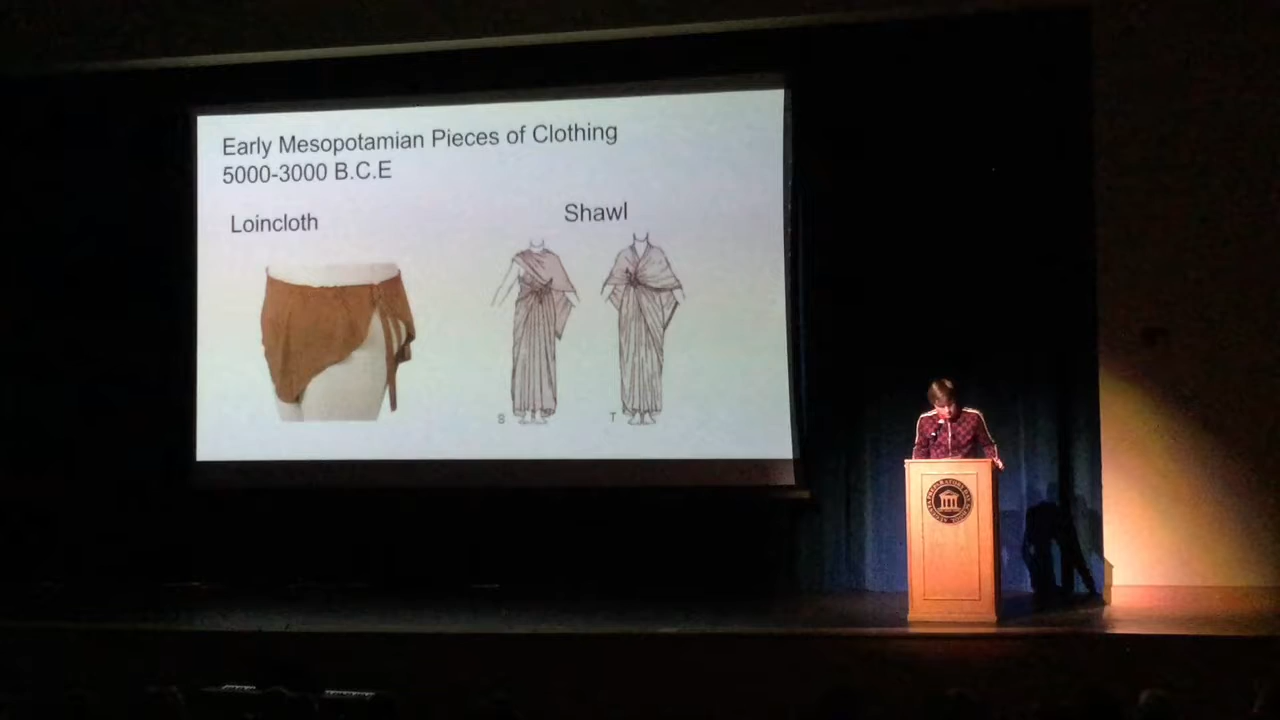 Early Mesopotamian Pieces of Clothing
5000-3000 B.C.E
Loincloth
Shawl
S
T